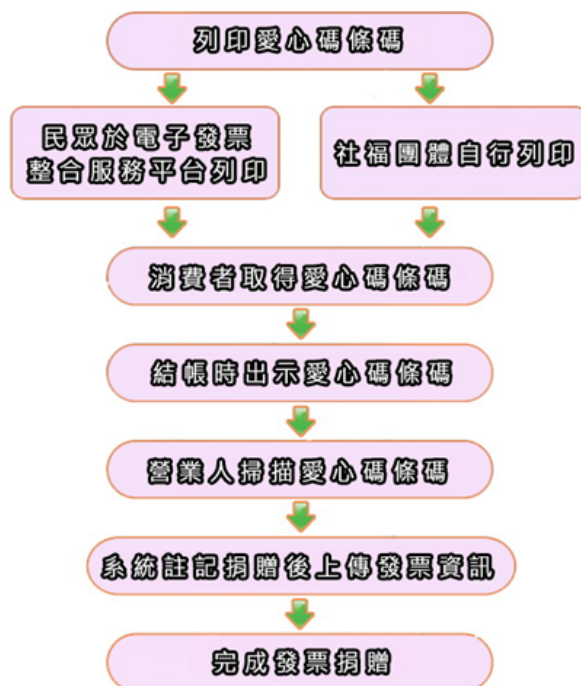 列印愛心碼條碼
民眾於電子發票
整合服務平台列印
社福團體自行列印
消費者取得愛心碼條碼
結帳時出示愛心碼條碼
營業人掃描愛心碼條碼
系統註記捐贈後上傳發票資訊
完成發票捐贈